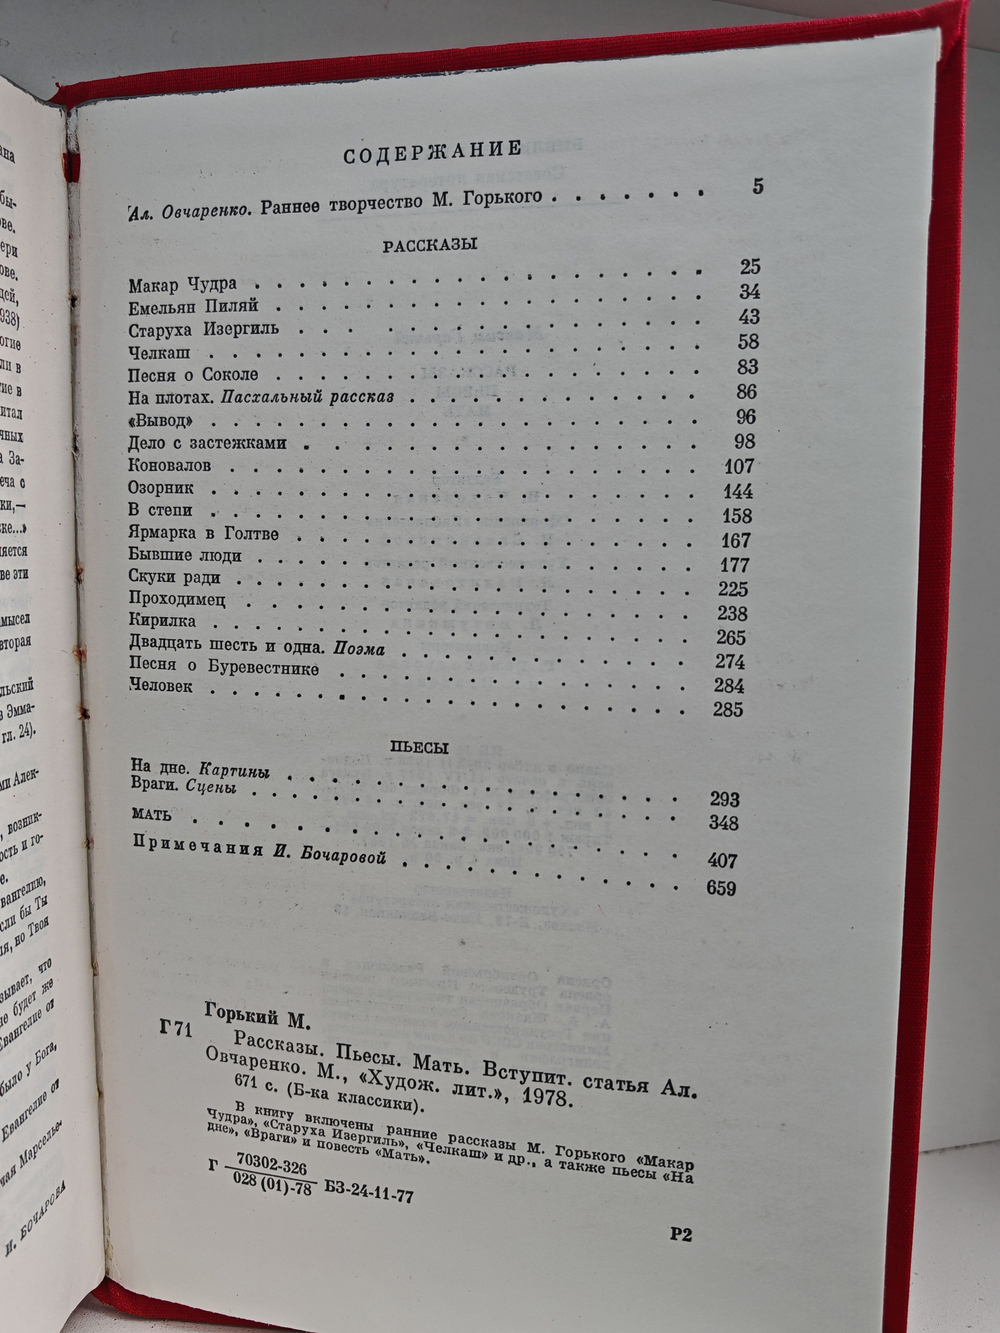 СОДЕРЖАНИЕ
Ал. Овчаренко. Раннее творчество М. Горького . . . . . . . 5
РАССКАЗЫ
Макар Чудра 25
Емельян Пиляй 34
Старуха Изергиль 43
Челкаш 58
Песня о Соколе 83
На плотах. Пасхальный рассказ 86
«Вывод» 96
Дело с застежками 98
Коновалов 107
Озорник 144
В степи 158
Ярмарка в Голтве 167
Бывшие люди 177
Скуки ради 225
Проходимец 238
Кирилка 265
Двадцать шесть и одна. Поэма 274
Песня о Буревестнике 284
Человек 285
ПЬЕСЫ
На дне. Картины 293
Враги. Сцены 348
МАТЬ 407
Примечания И. Бочаровой 659
Горький М.
Г71 Рассказы. Пьесы. Мать. Вступит. статья Ал.
Овчаренко. М., «Худож. лит.», 1978.
671 с. (Б-ка классики).
В книгу включены ранние рассказы М. Горького «Макар
Чудра», «Старуха Изергиль», «Челкаш» и др., а также пьесы «На
дне», «Враги» и повесть «Мать».
Г 70302-326
028 (01)-78 БЗ-24-11-77
Р2
И. БОЧАРОВА